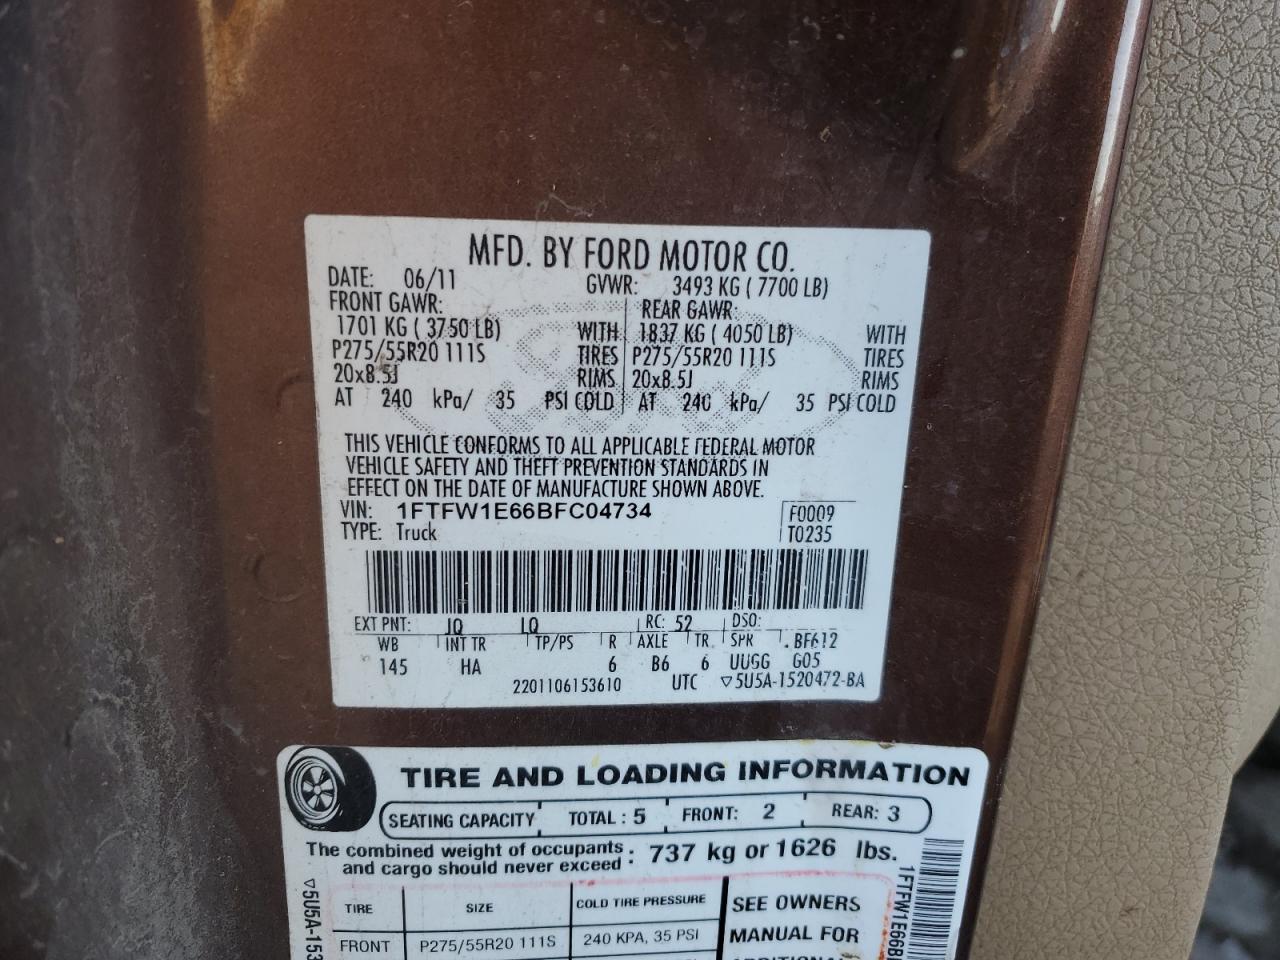 MFD. BY FORD MOTOR CO.
DATE: 06/11 GVWR: 3493 KG ( 7700 LB)
FRONT GAWR: REAR GAWR:
1701 KG ( 3750 LB) WITH 1837 KG ( 4050 LB) WITH
P275/55R20 111S TIRES P275/55R20 111S TIRES
20x8.5J RIMS 20x8.5J RIMS
AT 240 kPa/ 35 PSI COLD AT 240 kPa/ 35 PSI COLD
THIS VEHICLE CONFORMS TO ALL APPLICABLE FEDERAL MOTOR
VEHICLE SAFETY AND THEFT PREVENTION STANDARDS IN
EFFECT ON THE DATE OF MANUFACTURE SHOWN ABOVE.
VIN: 1FTFW1E66BFC04734 F0009
TYPE: Truck T0235
EXT PNT: JQ LQ RC: 52 DSO:
WB INT TR TP/PS R AXLE TR SPR BF612
145 HA 6 B6 6 UUGG G05
2201106153610 UTC ▽5U5A-1520472-BA
TIRE AND LOADING INFORMATION
SEATING CAPACITY TOTAL : 5 FRONT: 2 REAR: 3
The combined weight of occupants
and cargo should never exceed : 737 kg or 1626 lbs.
TIRE SIZE COLD TIRE PRESSURE SEE OWNERS
FRONT P275/55R20 111S 240 KPA, 35 PSI MANUAL FOR
▽5U5A-153
1FTFW1E66B